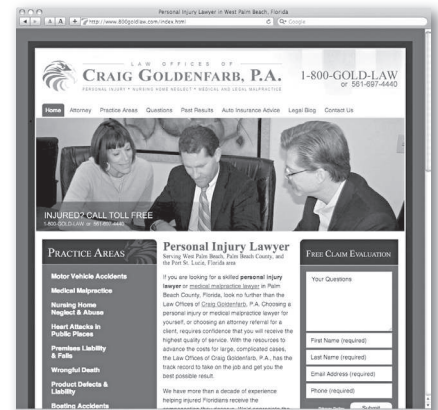 Personal Injury Lawyer in West Palm Beach, Florida
A A + http://www.800goldlaw.com/index.html Q- Google
LAW OFFICES OF
CRAIG GOLDENFARB, P.A.
PERSONAL INJURY • NURSING HOME NEGLECT • MEDICAL AND LEGAL MALPRACTICE
1-800-GOLD-LAW
or 561-697-4440
Home Attorney Practice Areas Questions Past Results Auto Insurance Advice Legal Blog Contact Us
INJURED? CALL TOLL FREE
1-800-GOLD-LAW or 561-697-4440
PRACTICE AREAS
Motor Vehicle Accidents
Medical Malpractice
Nursing Home
Neglect & Abuse
Heart Attacks in
Public Places
Premises Liability
& Falls
Wrongful Death
Product Defects &
Liability
Boating Accidents
Personal Injury Lawyer
Serving West Palm Beach, Palm Beach County, and
the Port St. Lucie, Florida area
If you are looking for a skilled personal injury
lawyer or medical malpractice lawyer in Palm
Beach County, Florida, look no further than the
Law Offices of Craig Goldenfarb, P.A. Choosing a
personal injury or medical malpractice lawyer for
yourself, or choosing an attorney referral for a
client, requires confidence that you will receive the
highest quality of service. With the resources to
advance the costs for large, complicated cases,
the Law Offices of Craig Goldenfarb, P.A., has the
track record to take on the job and get you the
best possible result.
We have more than a decade of experience
helping injured Floridians receive the
FREE CLAIM EVALUATION
Your Questions
First Name (required)
Last Name (required)
Email Address (required)
Phone (required)
Submit